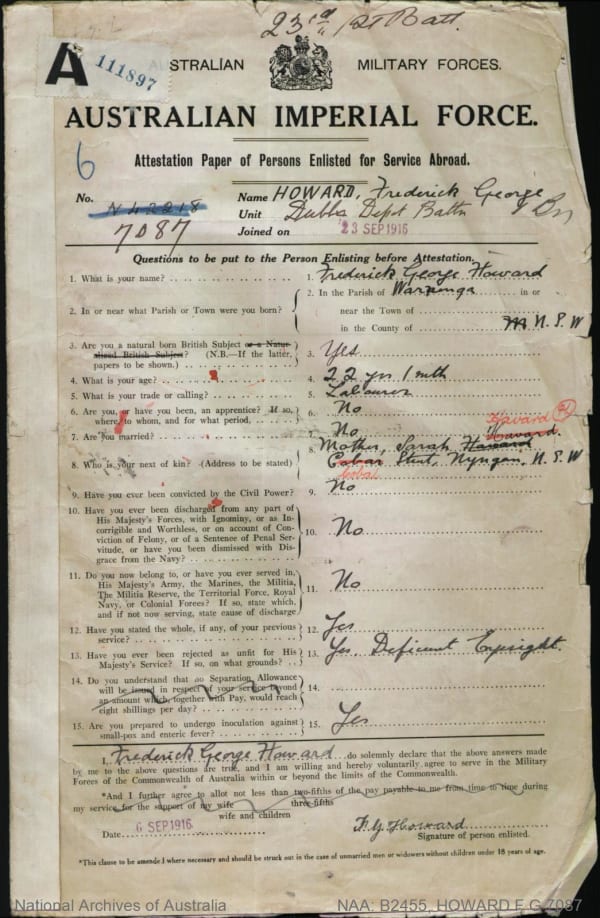 23rd 1st Batt.
A 111897
AUSTRALIAN MILITARY FORCES.
AUSTRALIAN IMPERIAL FORCE.
6
Attestation Paper of Persons Enlisted for Service Abroad.
No. N42218
7087
Name HOWARD, Frederick George
Unit Dubbo Depot Battn
Joined on 23 SEP 1916
Questions to be put to the Person Enlisting before Attestation.
1. What is your name? 1. Frederick George Howard
2. In or near what Parish or Town were you born? 2. In the Parish of in or
near the Town of
in the County of N.S.W
3. Are you a natural born British Subject or a Natur-
alised British Subject? (N.B.—If the latter,
papers to be shown.) 3. Yes
4. What is your age? 4. 22 yrs 1 mth
5. What is your trade or calling? 5. Labourer
6. Are you, or have you been, an apprentice? If so,
where, to whom, and for what period, 6. No
7. Are you married? 7. No
Havard
Howard
8. Who is your next of kin? (Address to be stated) 8. Mother, Sarah Howard
Cobar Street, Nyngan, N.S.W
Cobar
9. Have you ever been convicted by the Civil Power? 9. No
10. Have you ever been discharged from any part of
His Majesty's Forces, with Ignominy, or as In-
corrigible and Worthless, or on account of Con-
viction of Felony, or of a Sentence of Penal Ser-
vitude, or have you been dismissed with Dis-
grace from the Navy? 10. No
11. Do you now belong to, or have you ever served in,
His Majesty's Army, the Marines, the Militia,
The Militia Reserve, the Territorial Force, Royal
Navy, or Colonial Forces? If so, state which,
and if not now serving, state cause of discharge 11. No
12. Have you stated the whole, if any, of your previous
service? 12. Yes
13. Have you ever been rejected as unfit for His
Majesty's Service? If so, on what grounds? 13. Yes. Deficient Eyesight.
14. Do you understand that no Separation Allowance
will be issued in respect of your service beyond
an amount which together with Pay, would reach
eight shillings per day? 14.
15. Are you prepared to undergo inoculation against
small-pox and enteric fever? 15. Yes
I, Frederick George Howard do solemnly declare that the above answers made
by me to the above questions are true, and I am willing and hereby voluntarily agree to serve in the Military
Forces of the Commonwealth of Australia within or beyond the limits of the Commonwealth.
*And I further agree to allot not less than two-fifths of the pay payable to me from time to time during
three-fifths
my service for the support of my wife
wife and children
Date 6 SEP 1916
F. G. Howard
Signature of person enlisted.
*This clause to be amended where necessary and should be struck out in the case of unmarried men or widowers without children under 18 years of age.
National Archives of Australia NAA: B2455, HOWARD F G 7087